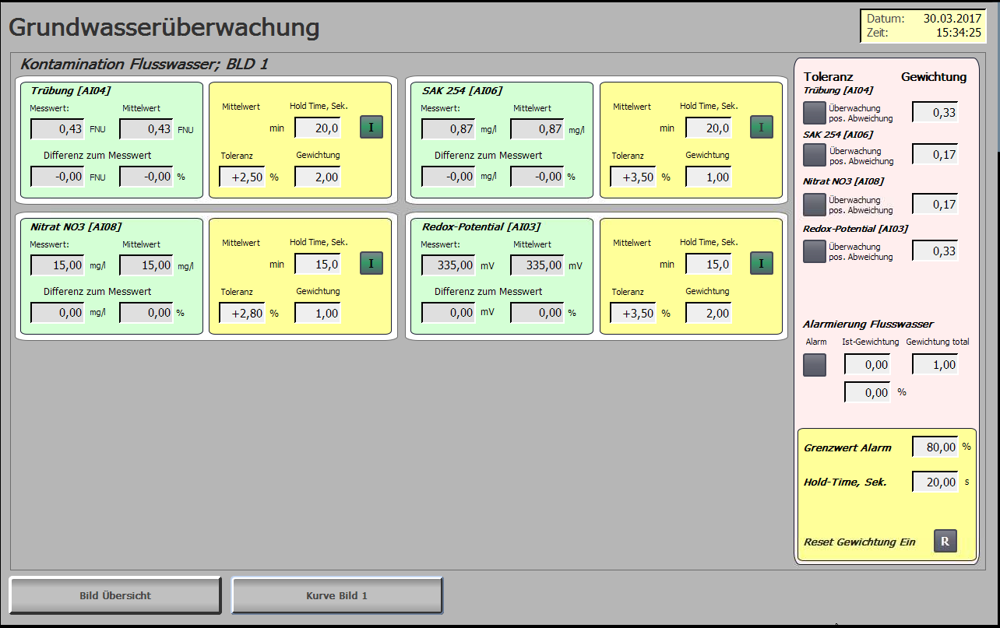 Grundwasserüberwachung
Datum: 30.03.2017
Zeit: 15:34:25
Kontamination Flusswasser; BLD 1
Trübung [AI04]
Messwert: Mittelwert
0,43 FNU 0,43 FNU
Differenz zum Messwert
-0,00 FNU -0,00 %
Mittelwert Hold Time, Sek.
min 20,0 I
Toleranz Gewichtung
+2,50 % 2,00
SAK 254 [AI06]
Messwert: Mittelwert
0,87 mg/l 0,87 mg/l
Differenz zum Messwert
-0,00 mg/l -0,00 %
Mittelwert Hold Time, Sek.
min 20,0 I
Toleranz Gewichtung
+3,50 % 1,00
Nitrat NO3 [AI08]
Messwert: Mittelwert
15,00 mg/l 15,00 mg/l
Differenz zum Messwert
0,00 mg/l 0,00 %
Mittelwert Hold Time, Sek.
min 15,0 I
Toleranz Gewichtung
+2,80 % 1,00
Redox-Potential [AI03]
Messwert: Mittelwert
335,00 mV 335,00 mV
Differenz zum Messwert
0,00 mV 0,00 %
Mittelwert Hold Time, Sek.
min 15,0 I
Toleranz Gewichtung
+3,50 % 2,00
Toleranz Gewichtung
Trübung [AI04]
Überwachung
pos. Abweichung 0,33
SAK 254 [AI06]
Überwachung
pos. Abweichung 0,17
Nitrat NO3 [AI08]
Überwachung
pos. Abweichung 0,17
Redox-Potential [AI03]
Überwachung
pos. Abweichung 0,33
Alarmierung Flusswasser
Alarm Ist-Gewichtung Gewichtung total
0,00 1,00
0,00 %
Grenzwert Alarm 80,00 %
Hold-Time, Sek. 20,00 s
Reset Gewichtung Ein R
Bild Übersicht
Kurve Bild 1